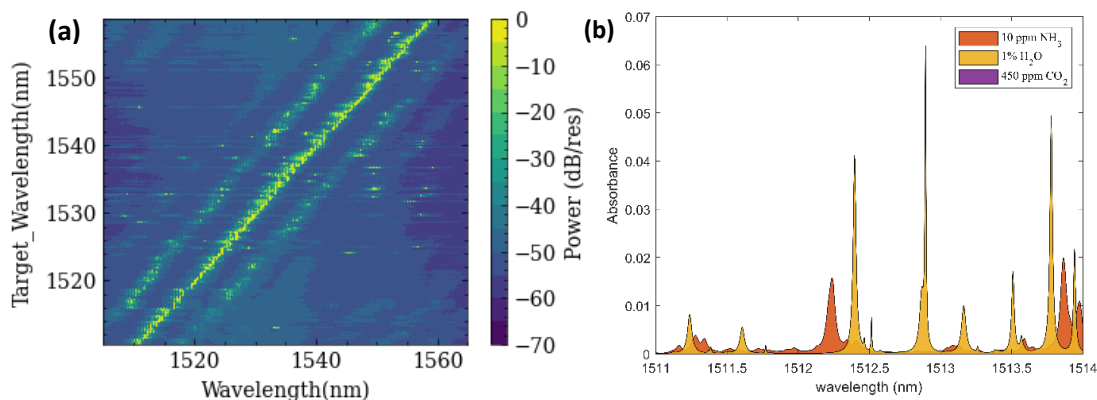 (a)
Target_Wavelength(nm)
1550
1540
1530
1520
1520 1540 1560
Wavelength(nm)
0
−10
−20
−30
−40
−50
−60
−70
Power (dB/res)
(b)
Absorbance
0.07
0.06
0.05
0.04
0.03
0.02
0.01
0
1511 1511.5 1512 1512.5 1513 1513.5 1514
wavelength (nm)
10 ppm NH3
1% H2O
450 ppm CO2